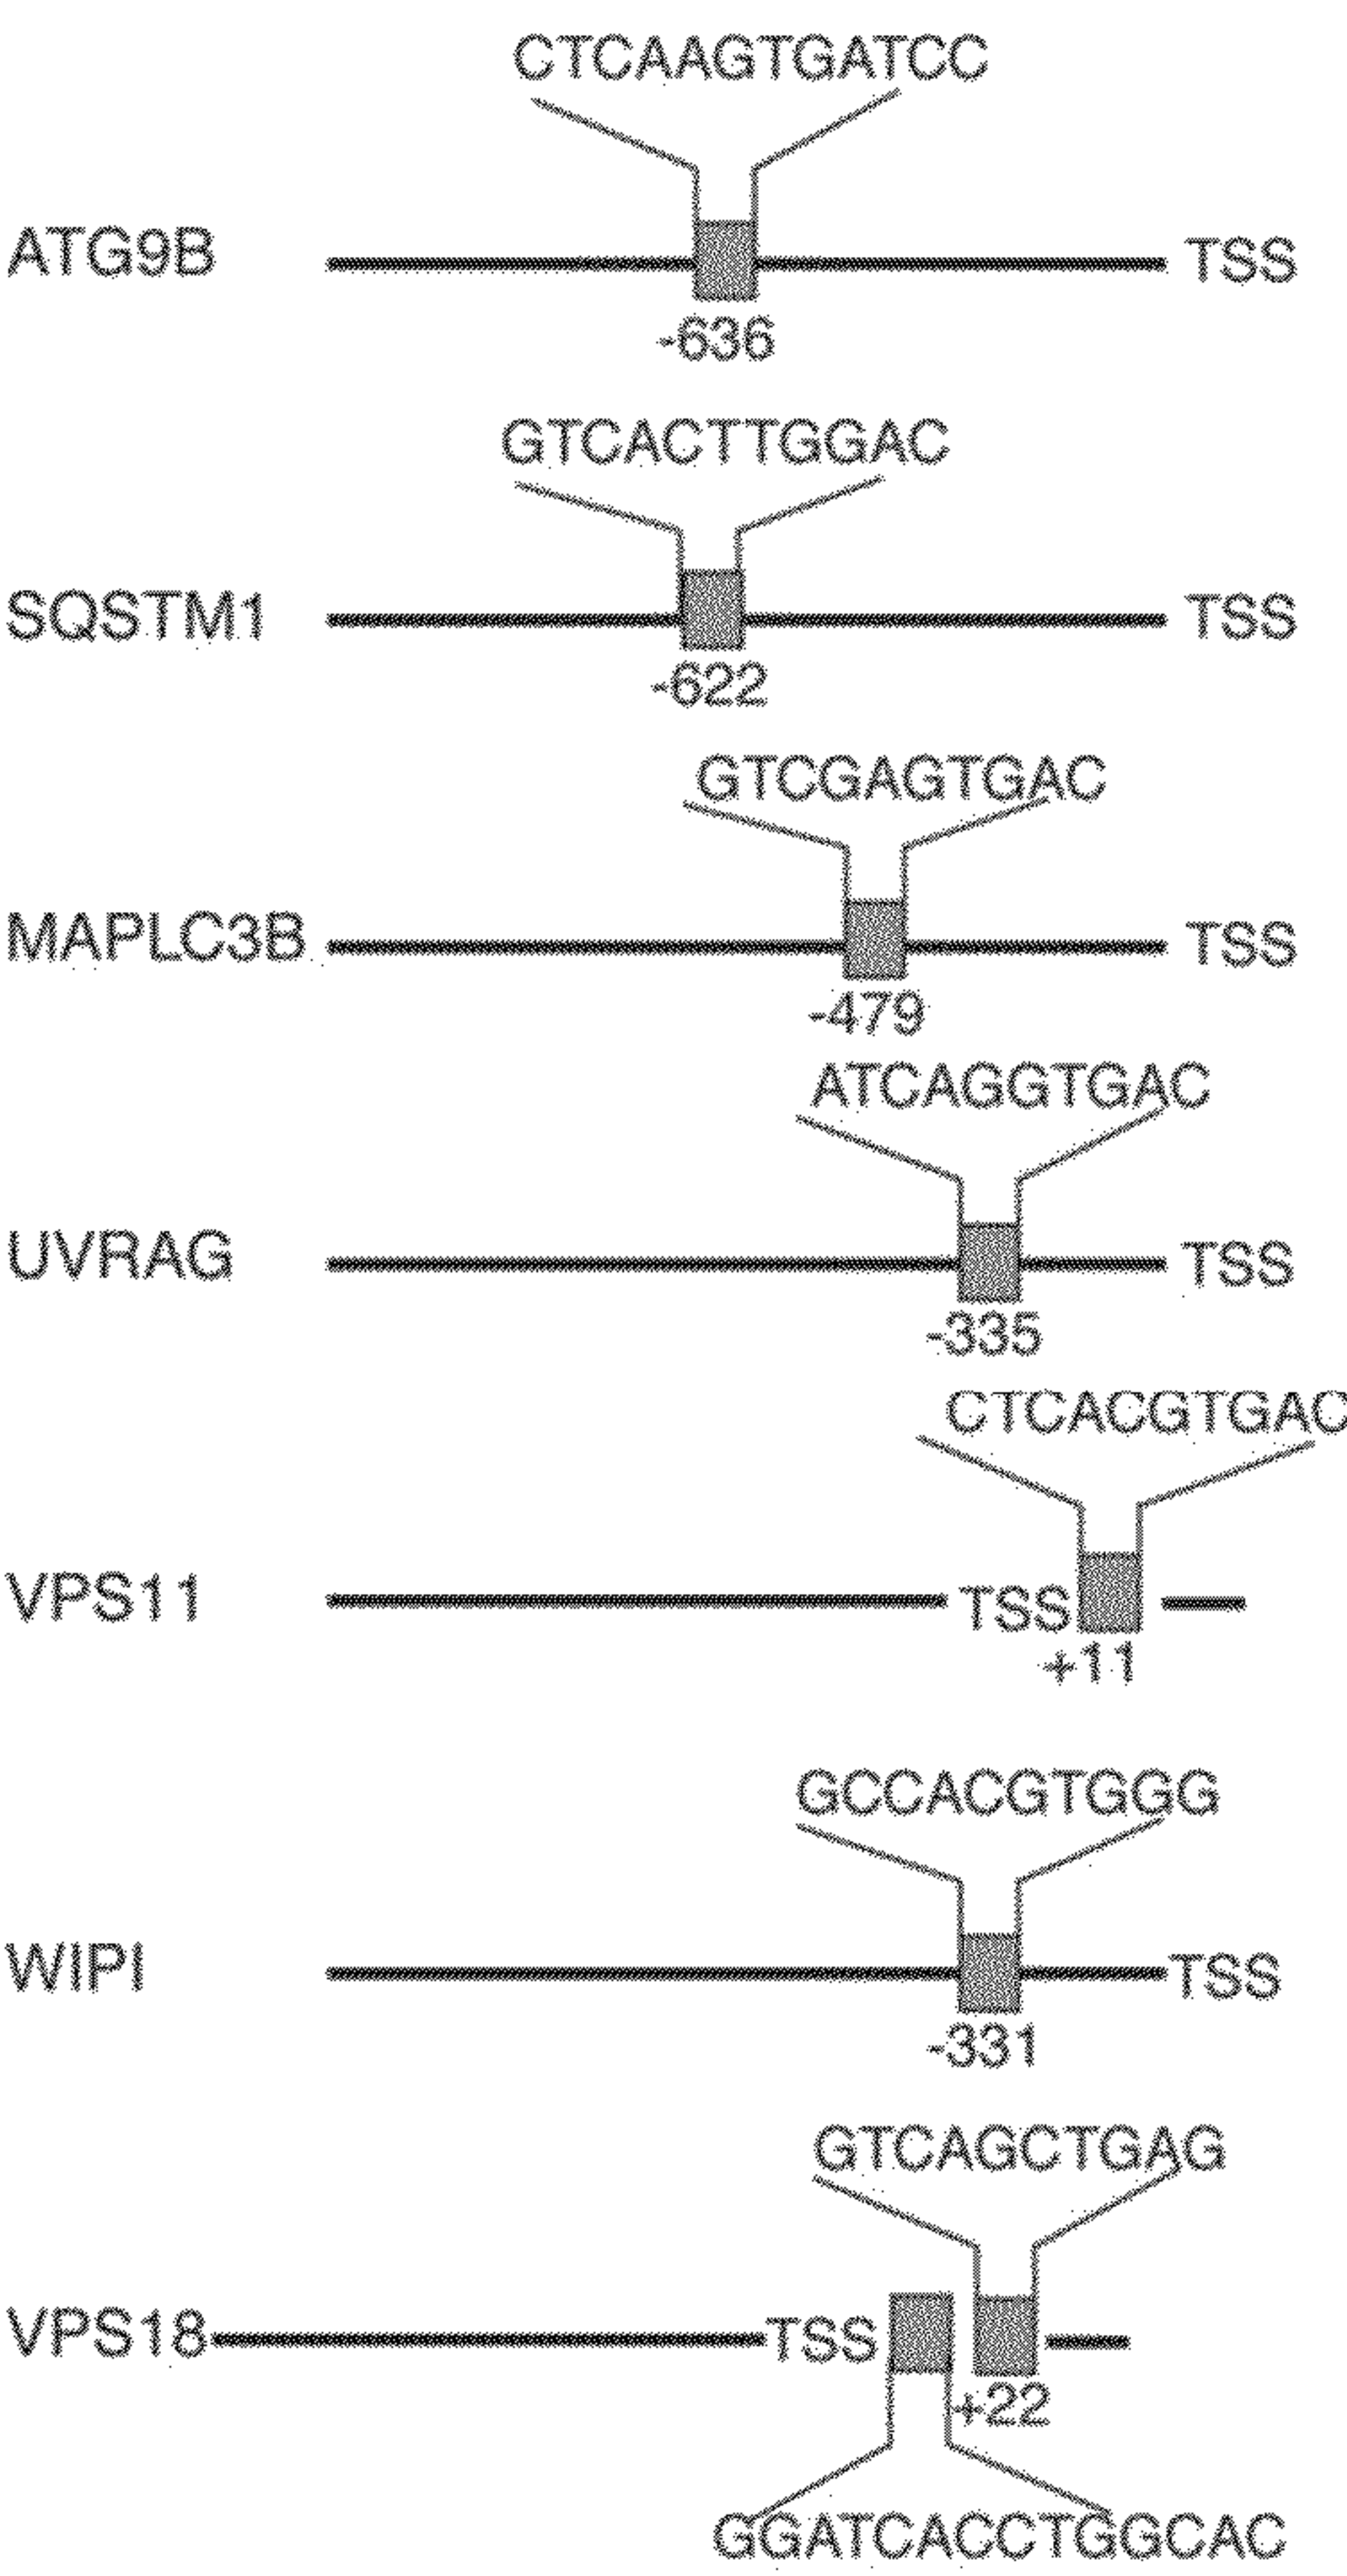 CTCAAGTGATCC
ATG9B TSS
-636
GTCACTTGGAC
SQSTM1 TSS
-622
GTCGAGTGAC
MAPLC3B TSS
-479
ATCAGGTGAC
UVRAG TSS
-335
CTCACGTGAC
VPS11 TSS
+11
GCCACGTGGG
WIPI TSS
-331
GTCAGCTGAG
VPS18 TSS
+22
GGATCACCTGGCAC